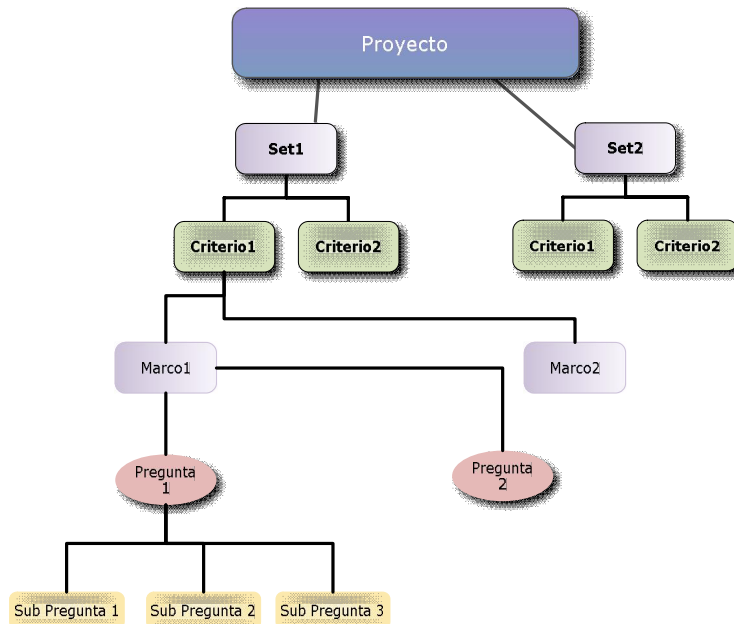 Proyecto
Set1
Set2
Criterio1
Criterio2
Criterio1
Criterio2
Marco1
Marco2
Pregunta
1
Pregunta
2
Sub Pregunta 1
Sub Pregunta 2
Sub Pregunta 3